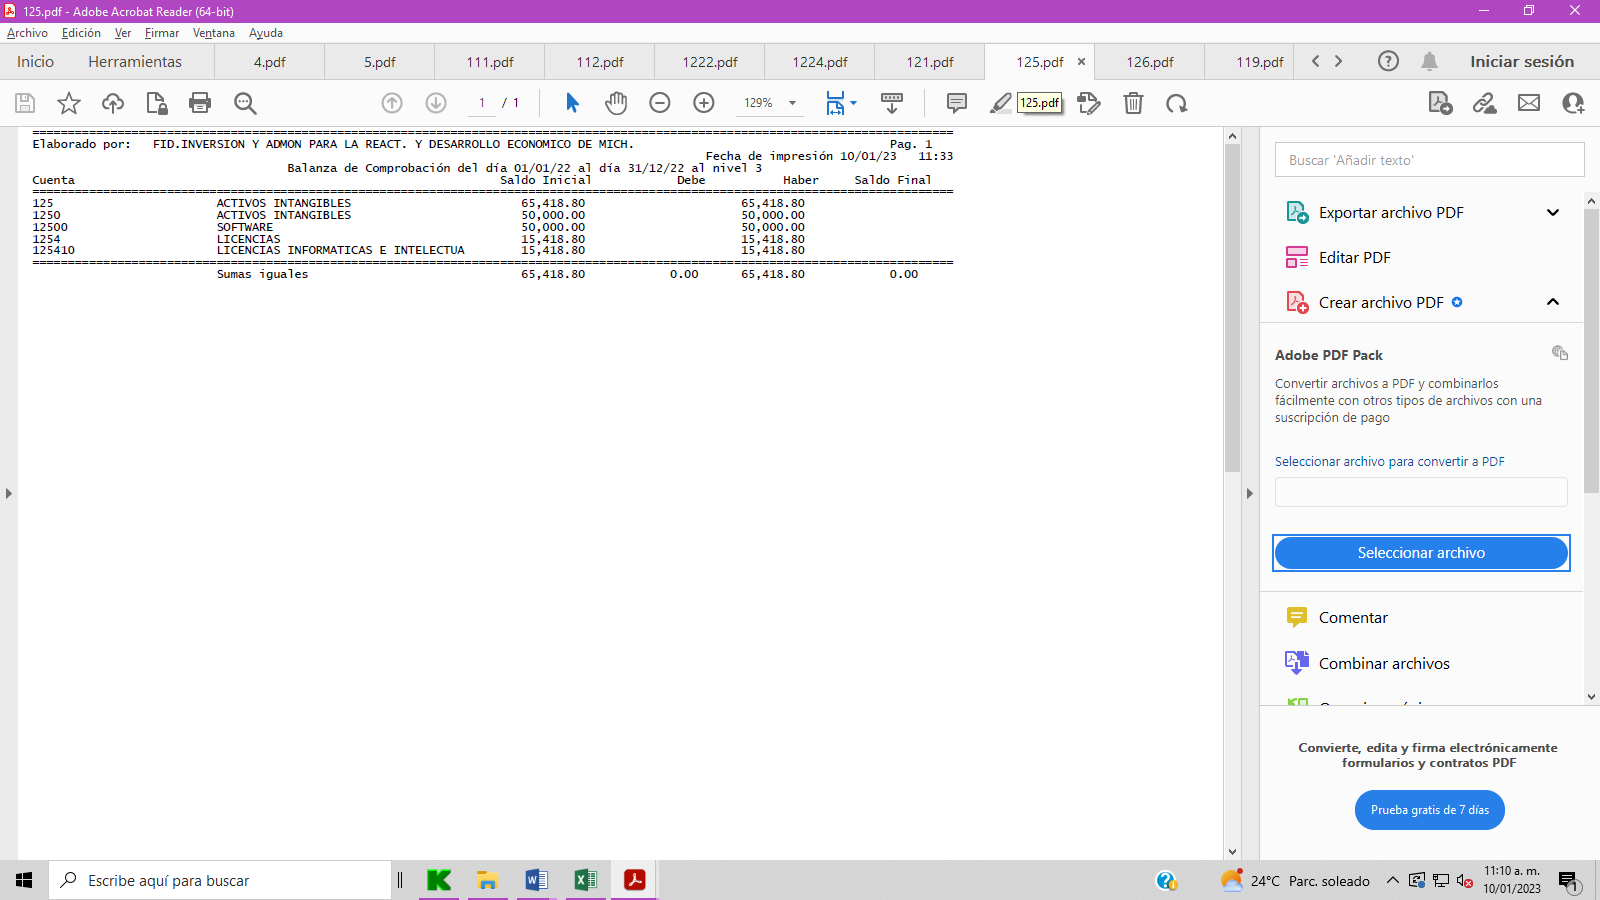 125.pdf - Adobe Acrobat Reader (64-bit)
Archivo Edición Ver Firmar Ventana Ayuda
Inicio Herramientas 4.pdf 5.pdf 111.pdf 112.pdf 1222.pdf 1224.pdf 121.pdf 125.pdf × 126.pdf 119.pdf Iniciar sesión
1 / 1 129% 125.pdf
Elaborado por: FID.INVERSION Y ADMON PARA LA REACT. Y DESARROLLO ECONOMICO DE MICH. Pag. 1
Fecha de impresión 10/01/23 11:33
Balanza de Comprobación del día 01/01/22 al día 31/12/22 al nivel 3
Cuenta Saldo Inicial Debe Haber Saldo Final
125 ACTIVOS INTANGIBLES 65,418.80 65,418.80
1250 ACTIVOS INTANGIBLES 50,000.00 50,000.00
12500 SOFTWARE 50,000.00 50,000.00
1254 LICENCIAS 15,418.80 15,418.80
125410 LICENCIAS INFORMATICAS E INTELECTUA 15,418.80 15,418.80
Sumas iguales 65,418.80 0.00 65,418.80 0.00
Buscar 'Añadir texto'
Exportar archivo PDF
Editar PDF
Crear archivo PDF
Adobe PDF Pack
Convertir archivos a PDF y combinarlos
fácilmente con otros tipos de archivos con una
suscripción de pago
Seleccionar archivo para convertir a PDF
Seleccionar archivo
Comentar
Combinar archivos
Convierte, edita y firma electrónicamente
formularios y contratos PDF
Prueba gratis de 7 días
Escribe aquí para buscar
24°C Parc. soleado
11:10 a. m.
10/01/2023
1